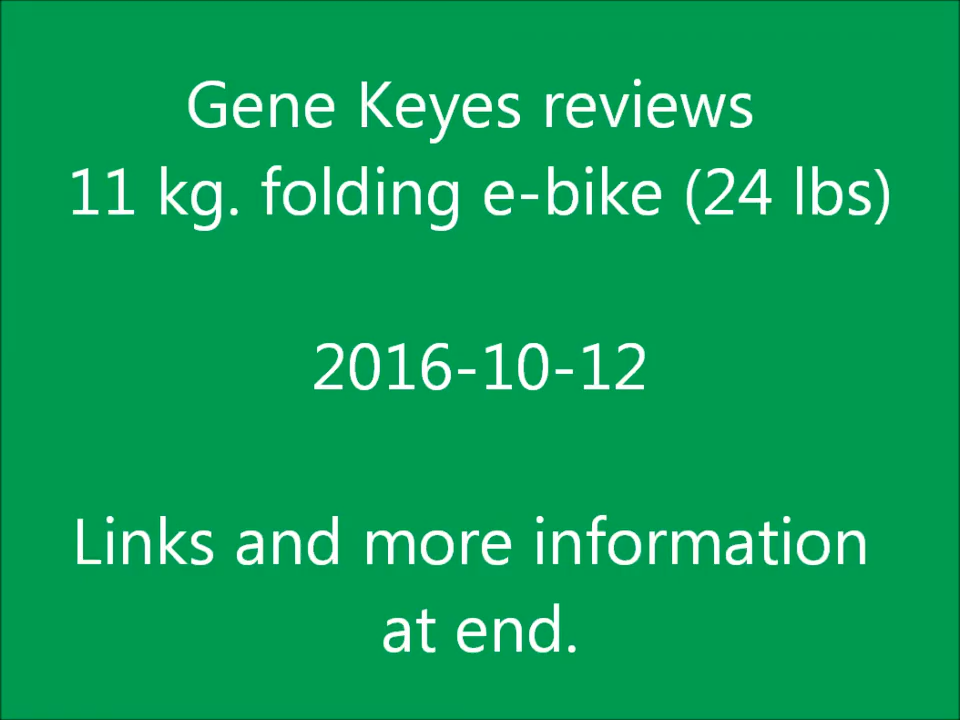 Gene Keyes reviews
11 kg. folding e-bike (24 lbs)
2016-10-12
Links and more information
at end.